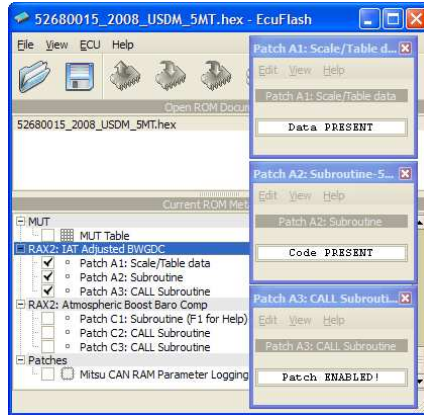 52680015_2008_USDM_5MT.hex - EcuFlash
File View ECU Help
Open ROM Docum
52680015_2008_USDM_5MT.hex
Current ROM Met
MUT
MUT Table
RAX2: IAT Adjusted BWGDC
Patch A1: Scale/Table data
Patch A2: Subroutine
Patch A3: CALL Subroutine
RAX2: Atmospheric Boost Baro Comp
Patch C1: Subroutine (F1 for Help)
Patch C2: CALL Subroutine
Patch C3: CALL Subroutine
Patches
Mitsu CAN RAM Parameter Logging
Patch A1: Scale/Table d...
Edit View Help
Patch A1: Scale/Table data
Data PRESENT
Patch A2: Subroutine-5...
Edit View Help
Patch A2: Subroutine
Code PRESENT
Patch A3: CALL Subrouti...
Edit View Help
Patch A3: CALL Subroutine
Patch ENABLED!